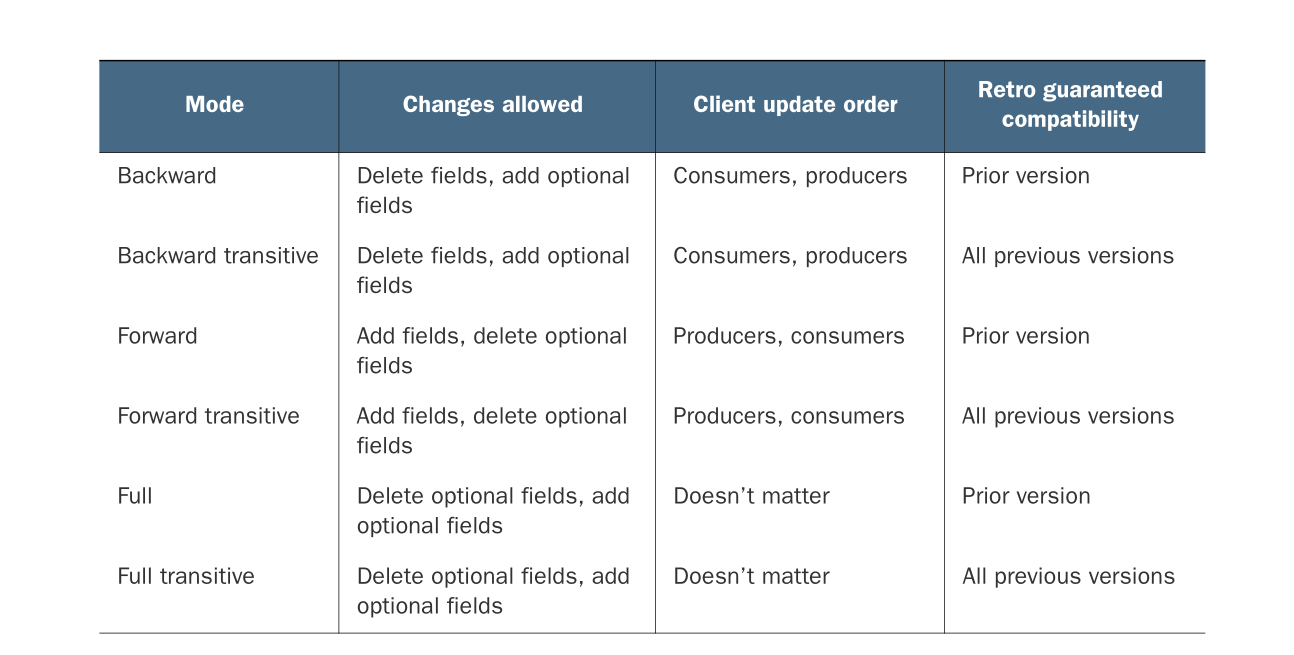 Mode
Changes allowed
Client update order
Retro guaranteed
compatibility
Backward
Delete fields, add optional
fields
Consumers, producers
Prior version
Backward transitive
Delete fields, add optional
fields
Consumers, producers
All previous versions
Forward
Add fields, delete optional
fields
Producers, consumers
Prior version
Forward transitive
Add fields, delete optional
fields
Producers, consumers
All previous versions
Full
Delete optional fields, add
optional fields
Doesn’t matter
Prior version
Full transitive
Delete optional fields, add
optional fields
Doesn’t matter
All previous versions